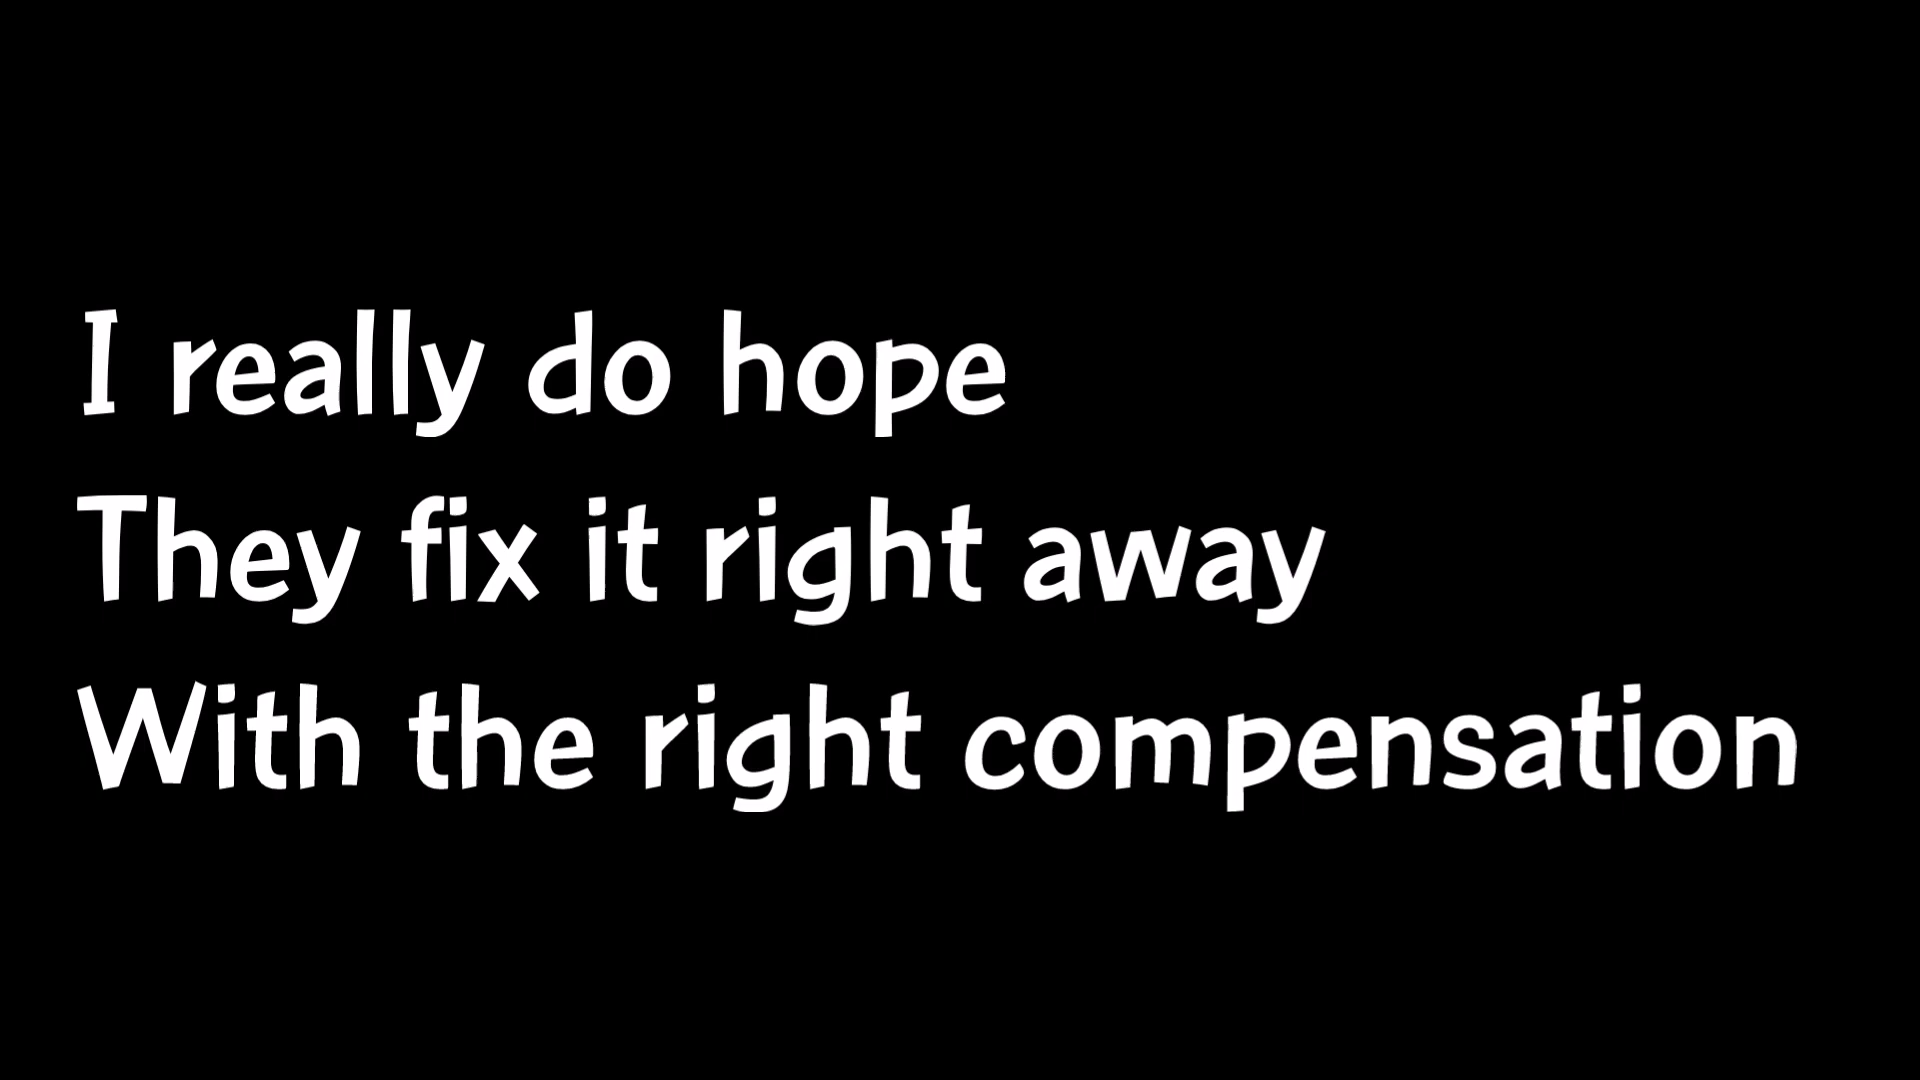 I really do hope
They fix it right away
With the right compensation